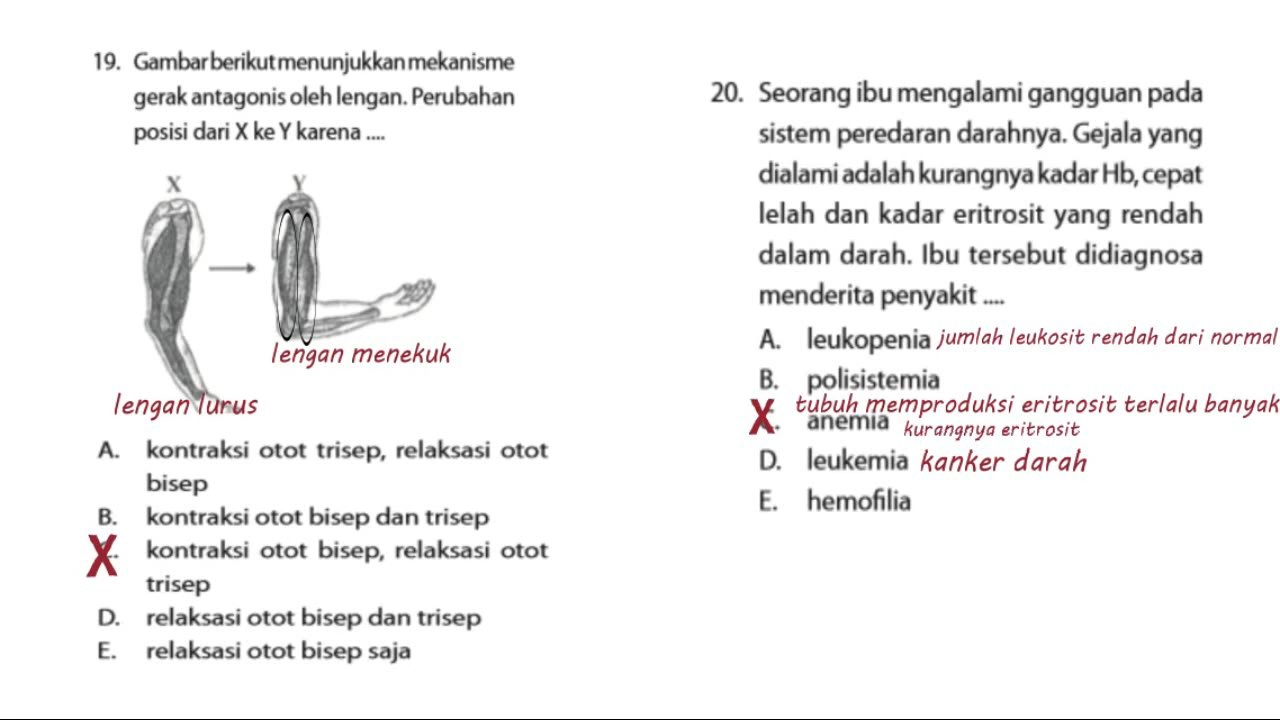 19. Gambar berikut menunjukkan mekanisme
gerak antagonis oleh lengan. Perubahan
posisi dari X ke Y karena ....
X
Y
lengan menekuk
lengan lurus
A. kontraksi otot trisep, relaksasi otot
bisep
B. kontraksi otot bisep dan trisep
X. kontraksi otot bisep, relaksasi otot
trisep
D. relaksasi otot bisep dan trisep
E. relaksasi otot bisep saja
20. Seorang ibu mengalami gangguan pada
sistem peredaran darahnya. Gejala yang
dialami adalah kurangnya kadar Hb, cepat
lelah dan kadar eritrosit yang rendah
dalam darah. Ibu tersebut didiagnosa
menderita penyakit ....
A. leukopenia jumlah leukosit rendah dari normal
B. polisistemia
tubuh memproduksi eritrosit terlalu banyak
X. anemia kurangnya eritrosit
D. leukemia kanker darah
E. hemofilia